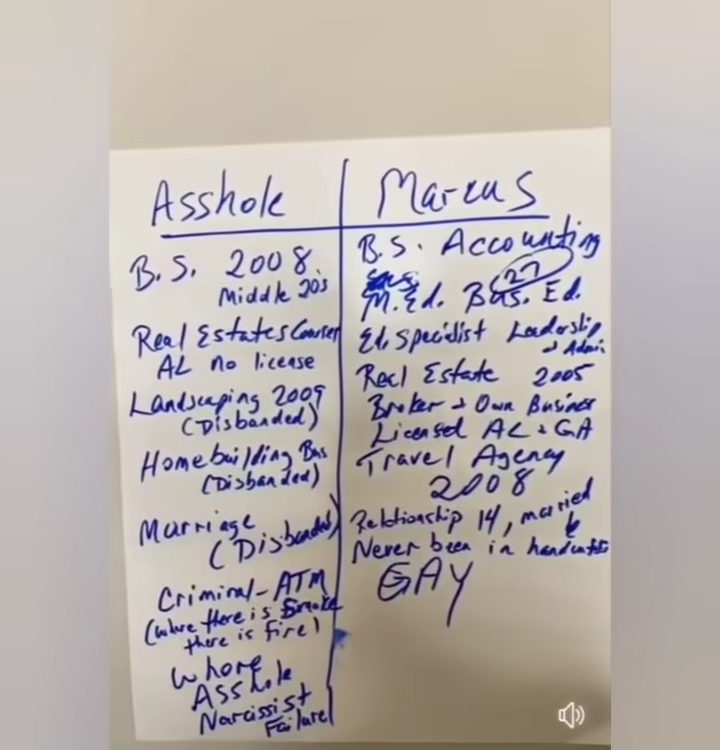 Asshole
B.S. 2008
Middle 20's
Real Estates Courses
AL no license
Landscaping 2009
(Disbanded)
Homebuilding Bus
(Disbanded)
Marriage
(Disbanded)
Criminal-ATM
(where there is smoke
there is fire)
Whore
Asshole
Narcissist
Failure
Marcus
B.S. Accounting
27
M.Ed. Bus. Ed.
Ed. Specialist Leadership
+ Admin
Real Estate 2005
Broker + Own Business
Licensed AL + GA
Travel Agency
2008
Relationship 14, married
6
Never been in handcuffs
GAY